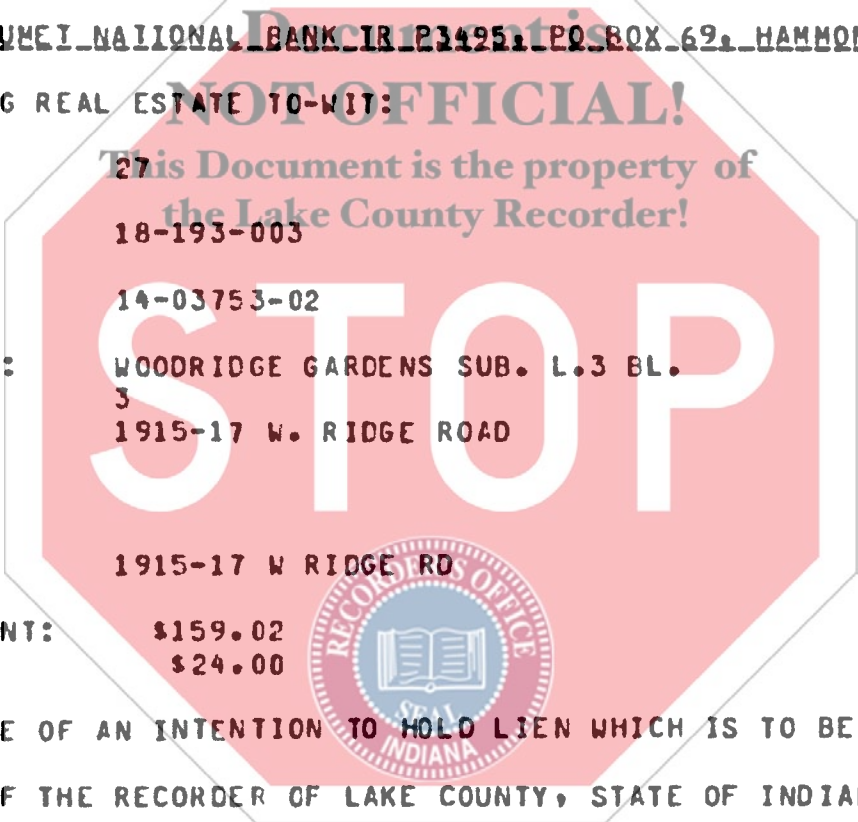 UMET NATIONAL BANK TR P3495, PO BOX 69, HAMMON
Document is
G REAL ESTATE TO-WIT:
NOT OFFICIAL!
27
This Document is the property of
the Lake County Recorder!
18-193-003
14-03753-02
STOP
: WOODRIDGE GARDENS SUB. L.3 BL.
3
1915-17 W. RIDGE ROAD
1915-17 W RIDGE RD
RECORDER'S OFFICE
NT: $159.02
$24.00
SEAL
INDIANA
E OF AN INTENTION TO HOLD LIEN WHICH IS TO BE
F THE RECORDER OF LAKE COUNTY, STATE OF INDIA